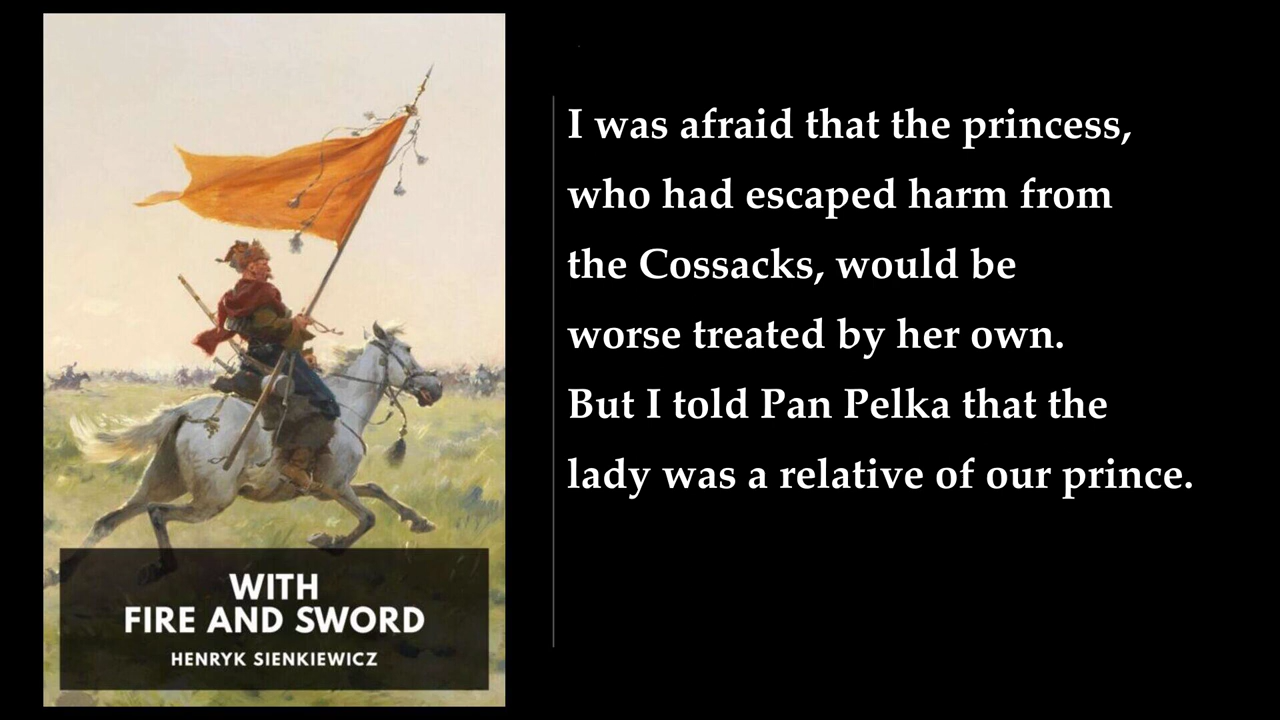 WITH
FIRE AND SWORD
HENRYK SIENKIEWICZ
I was afraid that the princess,
who had escaped harm from
the Cossacks, would be
worse treated by her own.
But I told Pan Pelka that the
lady was a relative of our prince.